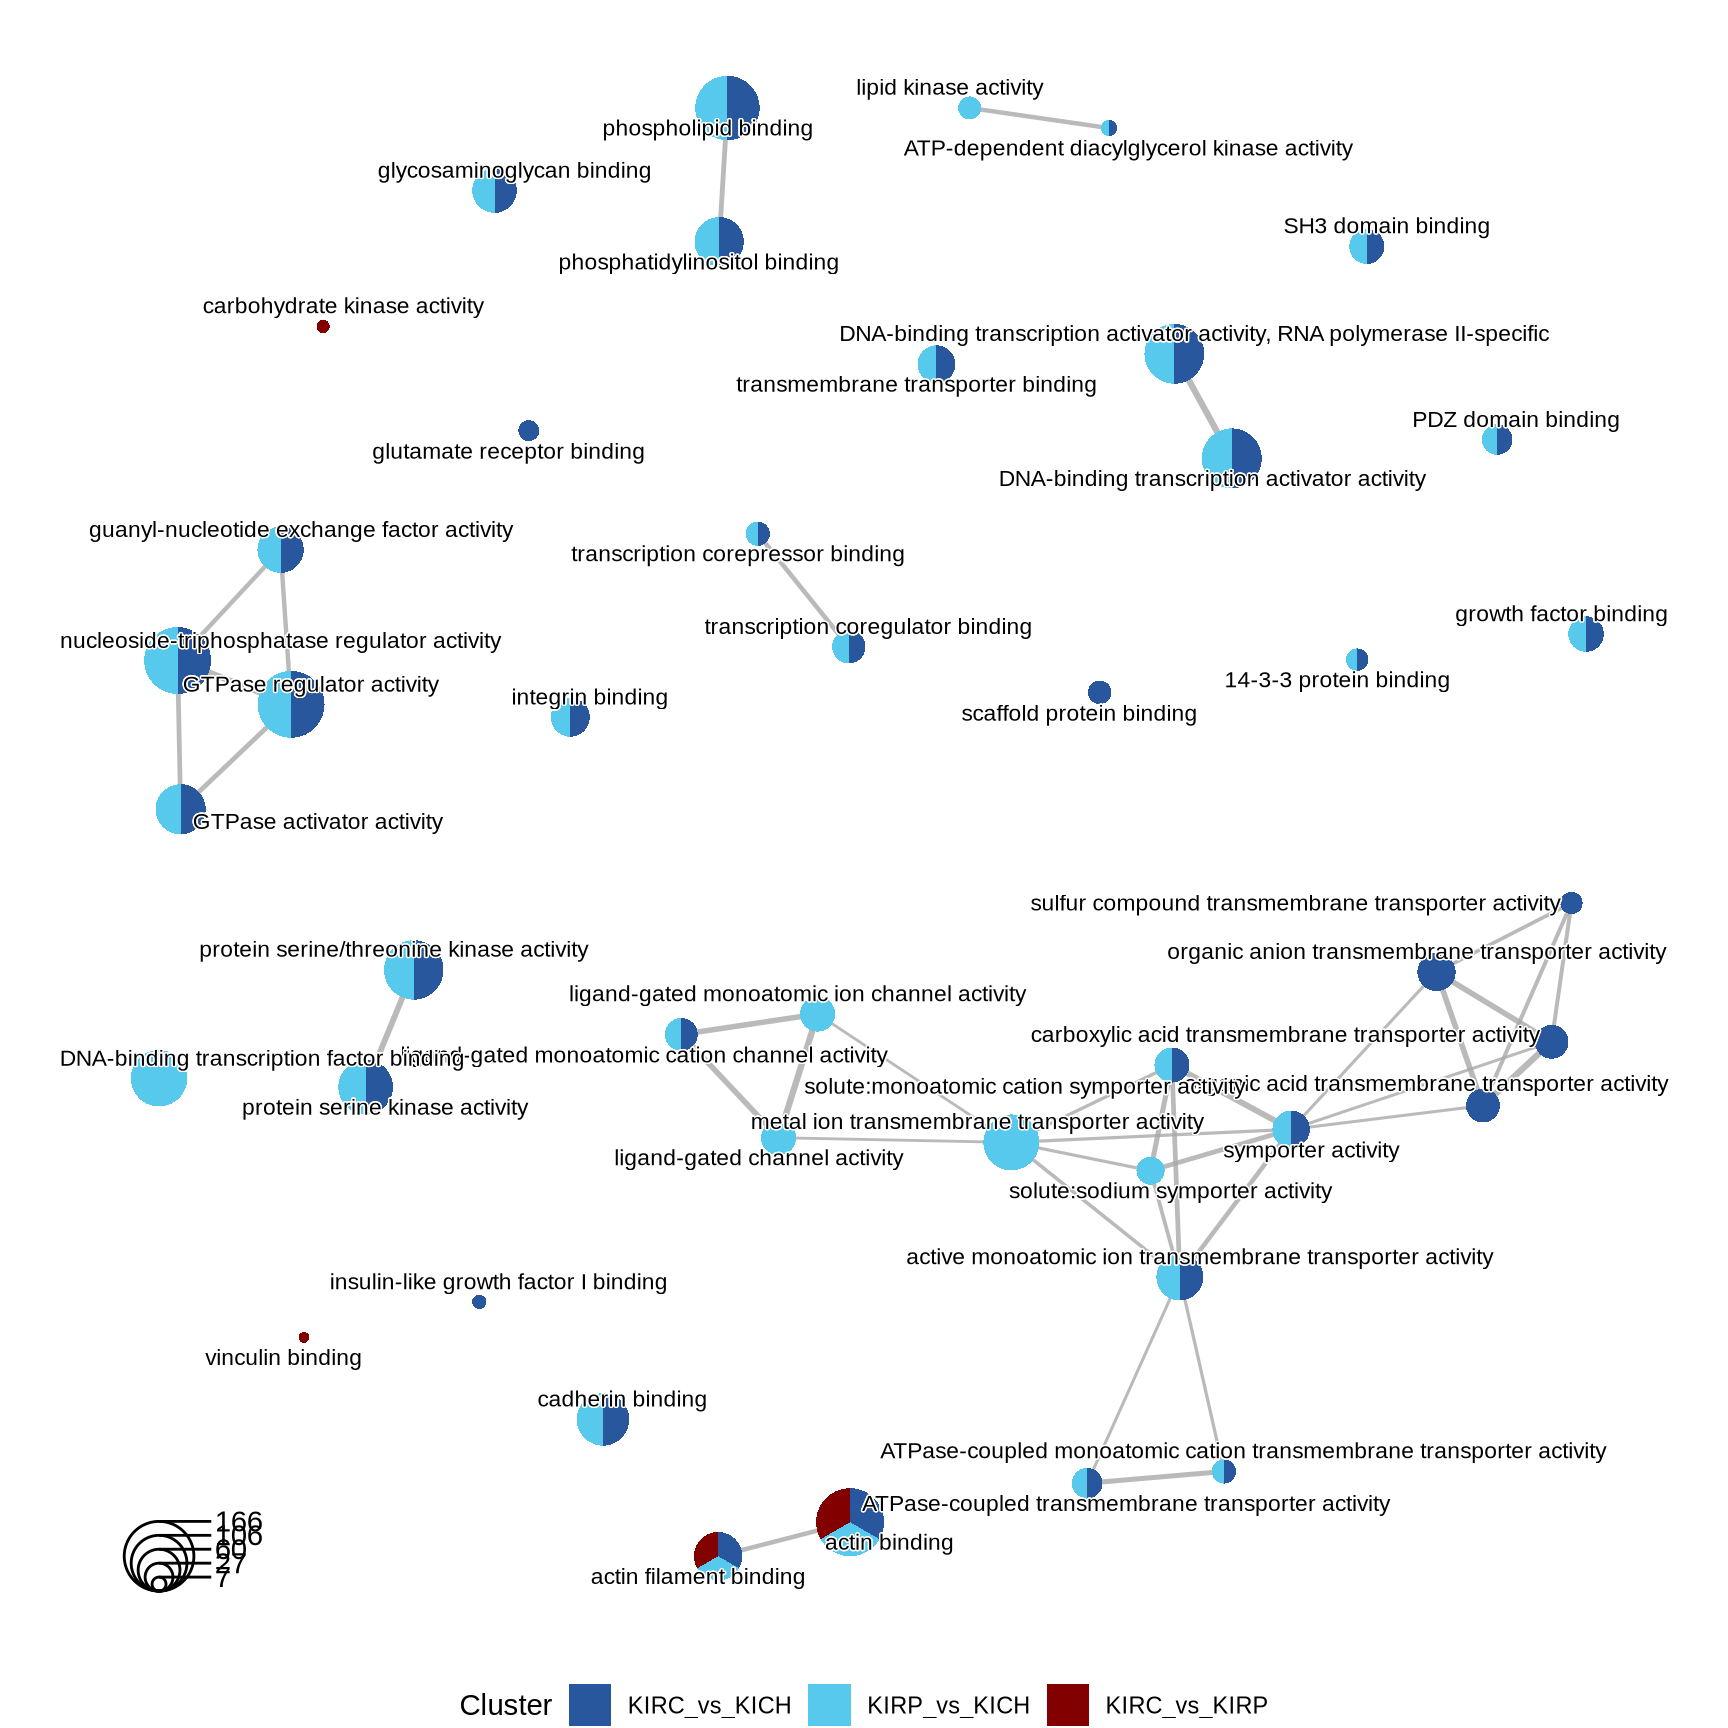 lipid kinase activity
phospholipid binding
ATP-dependent diacylglycerol kinase activity
glycosaminoglycan binding
SH3 domain binding
phosphatidylinositol binding
carbohydrate kinase activity
DNA-binding transcription activator activity, RNA polymerase II-specific
transmembrane transporter binding
PDZ domain binding
glutamate receptor binding
DNA-binding transcription activator activity
guanyl-nucleotide exchange factor activity
transcription corepressor binding
growth factor binding
transcription coregulator binding
nucleoside-triphosphatase regulator activity
14-3-3 protein binding
GTPase regulator activity
integrin binding
scaffold protein binding
GTPase activator activity
sulfur compound transmembrane transporter activity
protein serine/threonine kinase activity
organic anion transmembrane transporter activity
ligand-gated monoatomic ion channel activity
carboxylic acid transmembrane transporter activity
DNA-binding transcription factor binding
ligand-gated monoatomic cation channel activity
solute:monoatomic cation symporter activity
acid transmembrane transporter activity
protein serine kinase activity
metal ion transmembrane transporter activity
symporter activity
ligand-gated channel activity
solute:sodium symporter activity
active monoatomic ion transmembrane transporter activity
insulin-like growth factor I binding
vinculin binding
cadherin binding
ATPase-coupled monoatomic cation transmembrane transporter activity
ATPase-coupled transmembrane transporter activity
actin binding
actin filament binding
166
106
60
27
7
Cluster KIRC_vs_KICH KIRP_vs_KICH KIRC_vs_KIRP